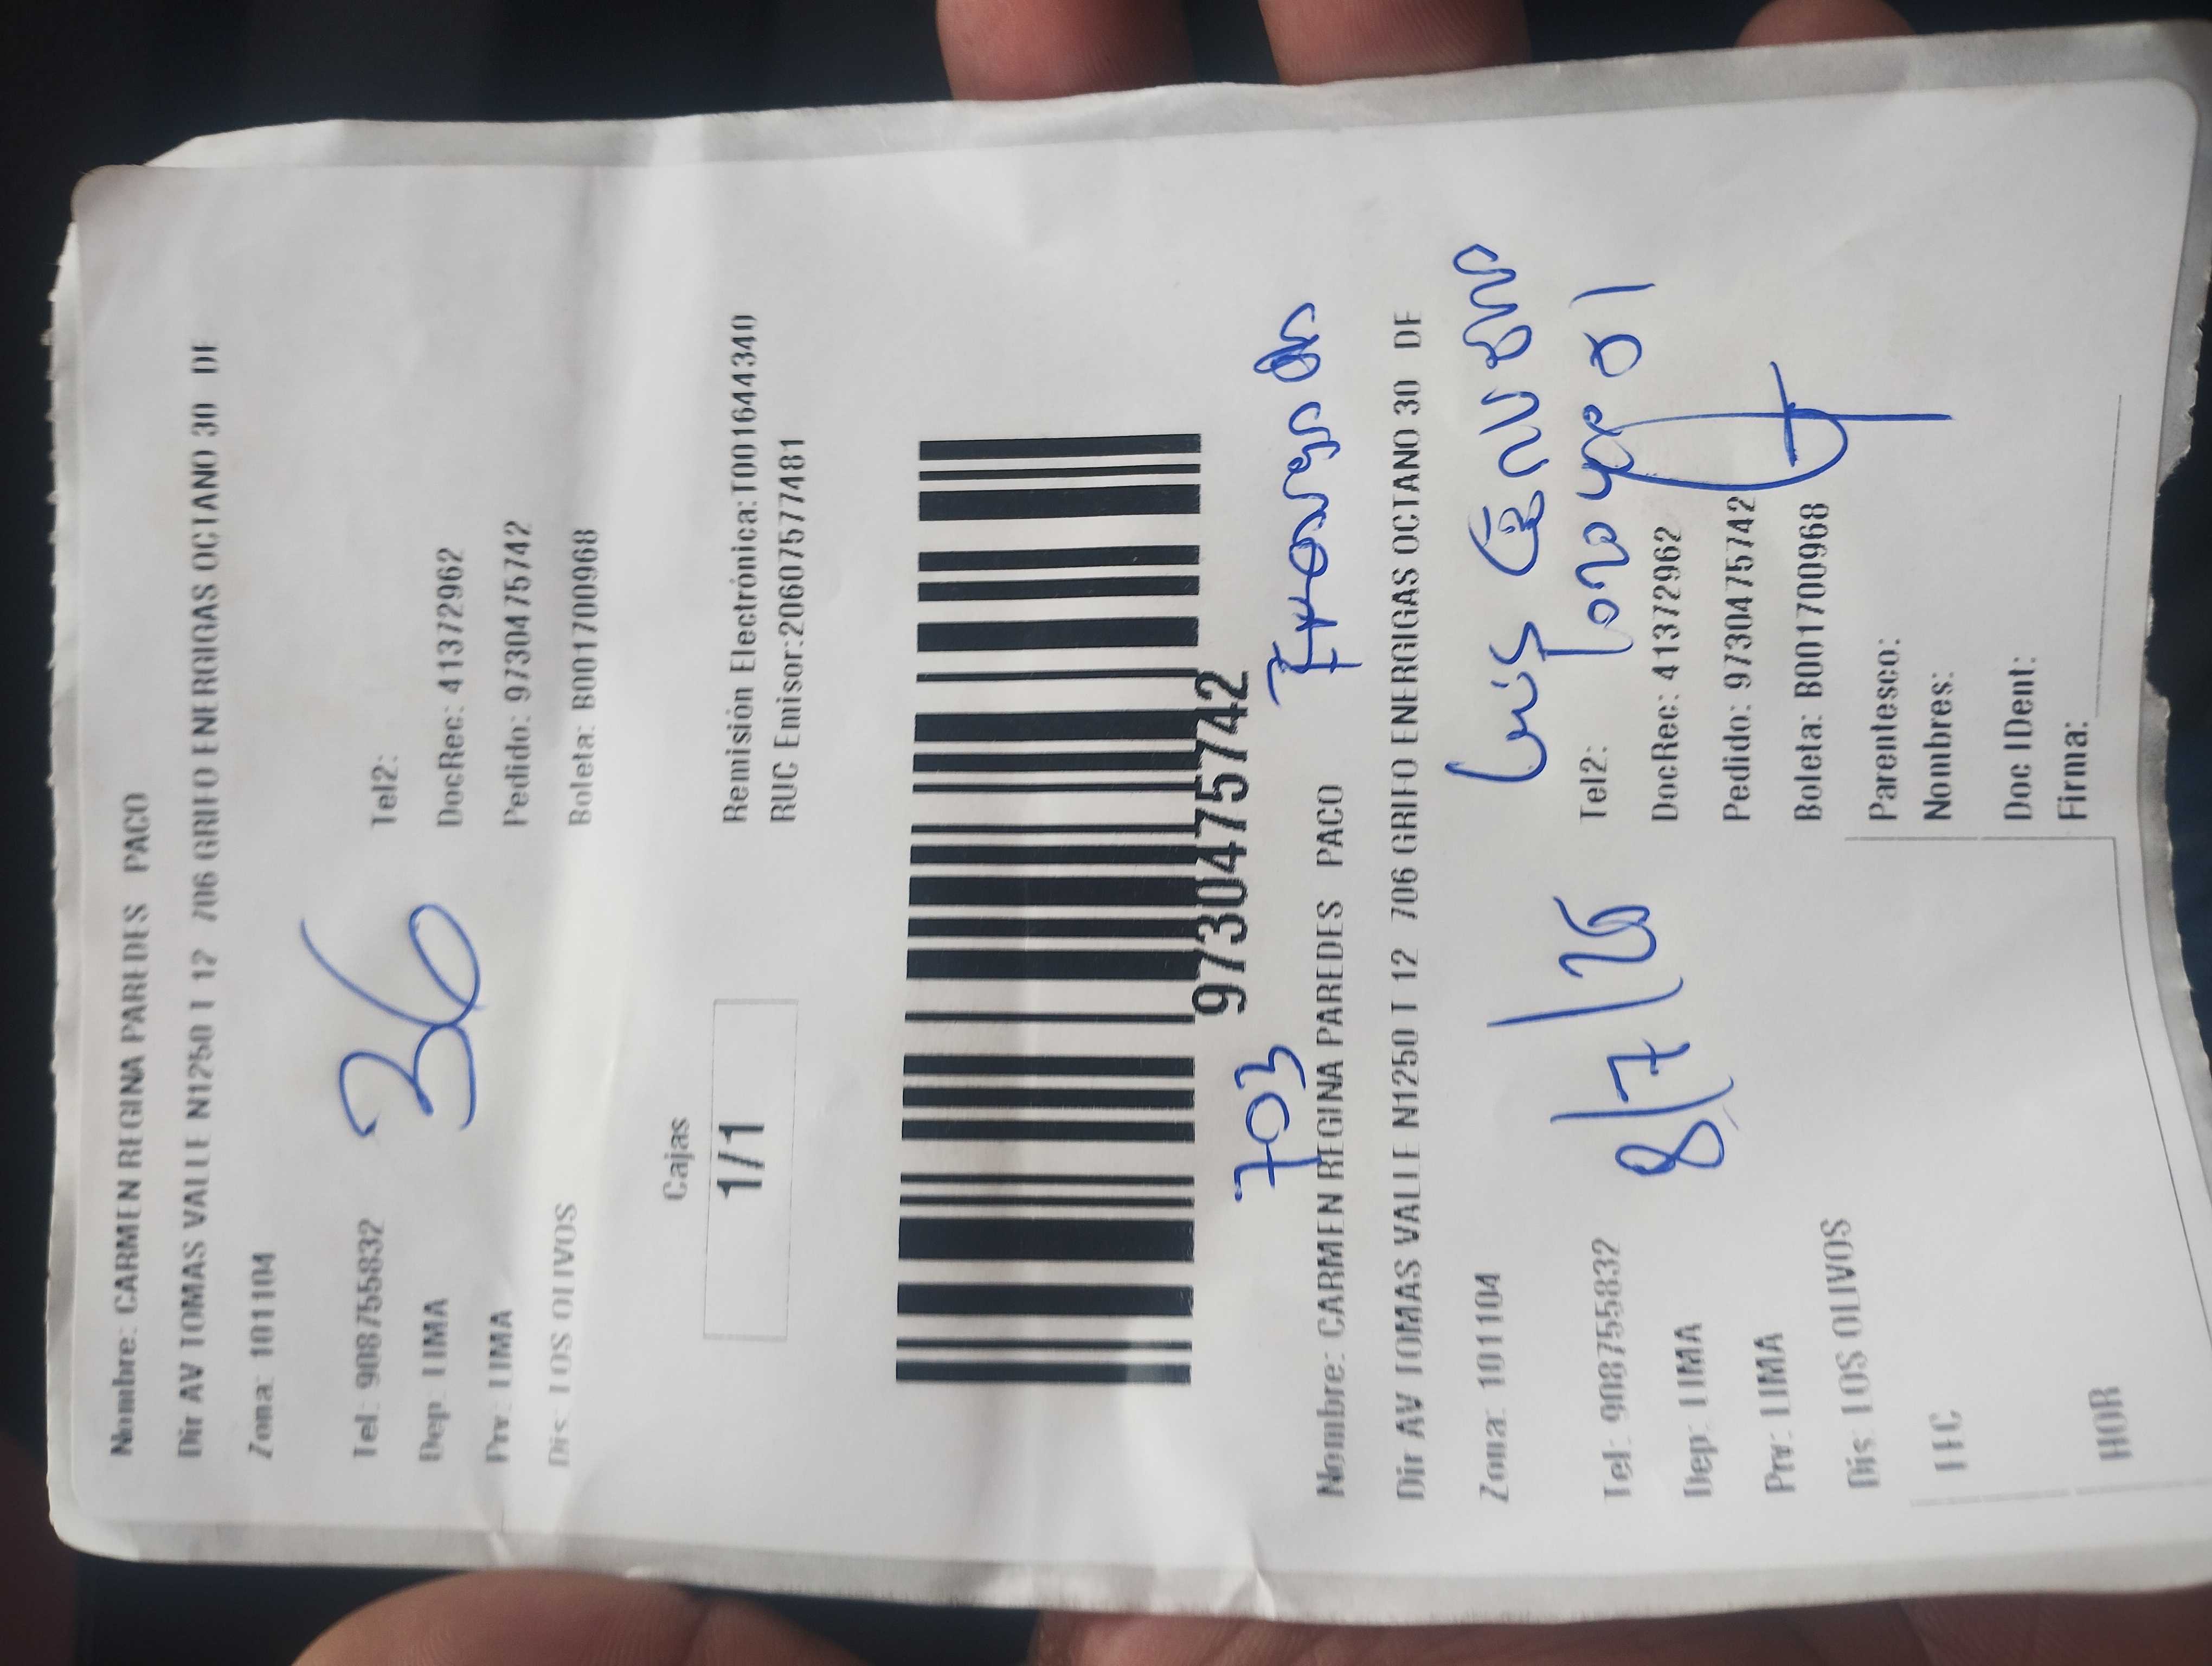 Nombre: CARMEN REGINA PAREDES PACO
Dir AV TOMAS VALLE N1250 T 12 706 GRIFO ENERGIGAS OCTANO 30 DE
Zona: 101104
36
Tel: 908755832 Tel2:
Dep: LIMA DocRec: 41372962
Prv: LIMA Pedido: 9730475742
Dis: LOS OLIVOS Boleta: B001700968
Cajas
1/1
Remisión Electrónica:T001644340
RUC Emisor:20607577481
9730475742
703
Nombre: CARMEN REGINA PAREDES PACO
Dir AV TOMAS VALLE N1250 T 12 706 GRIFO ENERGIGAS OCTANO 30 DE
Zona: 101104
Luis
8/7/26
Tel: 908755832 Tel2:
Dep: LIMA DocRec: 41372962
Prv: LIMA Pedido: 9730475742
Dis: LOS OLIVOS Boleta: B001700968
Parentesco:
FEC Nombres:
Doc IDent:
HOR Firma: